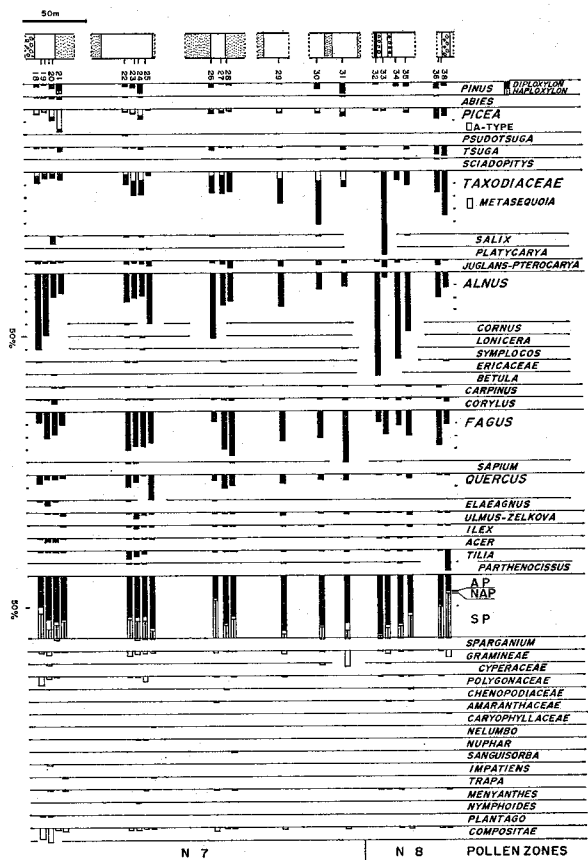 50m
18 19 20 21 22 23 24 25 26 27 28 29 30 31 32 33 34 35 36 38
PINUS
DIPLOXYLON
HAPLOXYLON
ABIES
PICEA
A-TYPE
PSUDOTSUGA
TSUGA
SCIADOPITYS
TAXODIACEAE
METASEQUOIA
SALIX
PLATYCARYA
JUGLANS-PTEROCARYA
ALNUS
50%
CORNUS
LONICERA
SYMPLOCOS
ERICACEAE
BETULA
CARPINUS
CORYLUS
FAGUS
SAPIUM
QUERCUS
ELAEAGNUS
ULMUS-ZELKOVA
ILEX
ACER
TILIA
PARTHENOCISSUS
AP
NAP
50%
SP
SPARGANIUM
GRAMINEAE
CYPERACEAE
POLYGONACEAE
CHENOPODIACEAE
AMARANTHACEAE
CARYOPHYLLACEAE
NELUMBO
NUPHAR
SANGUISORBA
IMPATIENS
TRAPA
MENYANTHES
NYMPHOIDES
PLANTAGO
COMPOSITAE
N 7 N 8 POLLEN ZONES